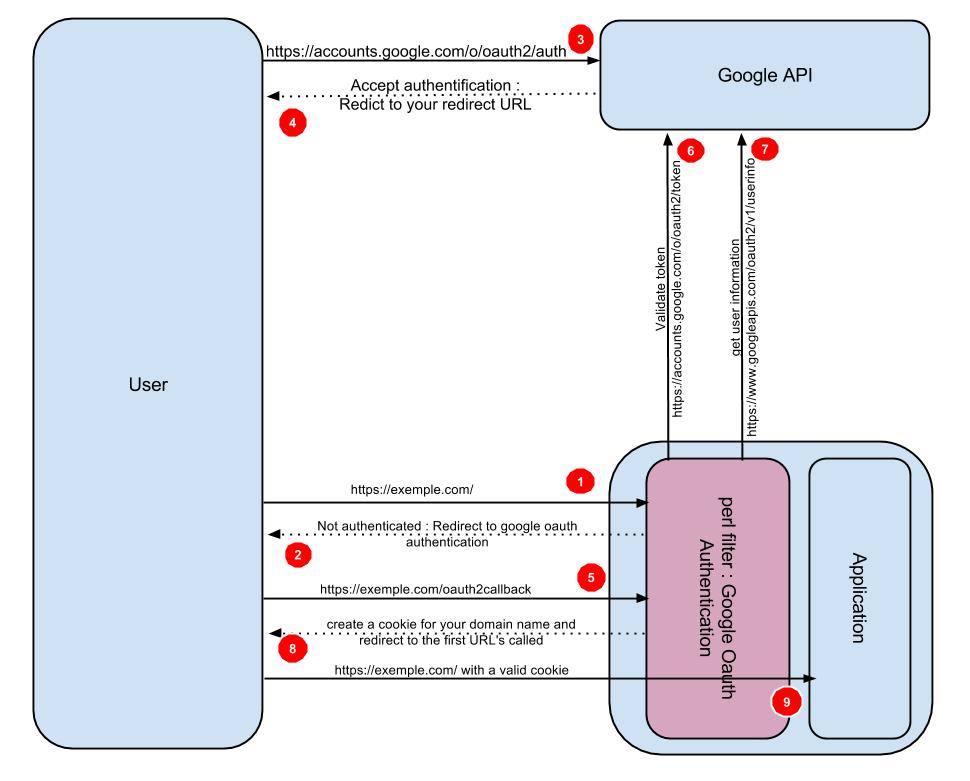 https://accounts.google.com/o/oauth2/auth
3
Google API
Accept authentification :
Redict to your redirect URL
4
6
7
Validate token
https://accounts.google.com/o/oauth2/token
get user information
https://www.googleapis.com/oauth2/v1/userinfo
User
1
https://exemple.com/
Not authenticated : Redirect to google oauth
authentication
2
5
https://exemple.com/oauth2callback
create a cookie for your domain name and
redirect to the first URL's called
8
https://exemple.com/ with a valid cookie
9
perl filter : Google Oauth
Authentication
Application